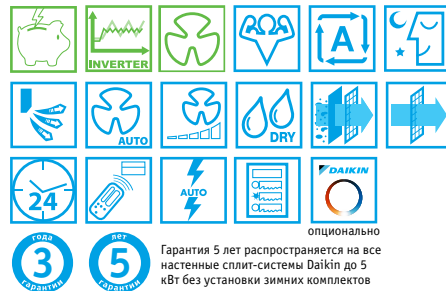 INVERTER
A
AUTO
DRY
24
AUTO
DAIKIN
опционально
года
3
гарантии
лет
5
гарантии
Гарантия 5 лет распространяется на все
настенные сплит-системы Daikin до 5
кВт без установки зимних комплектов